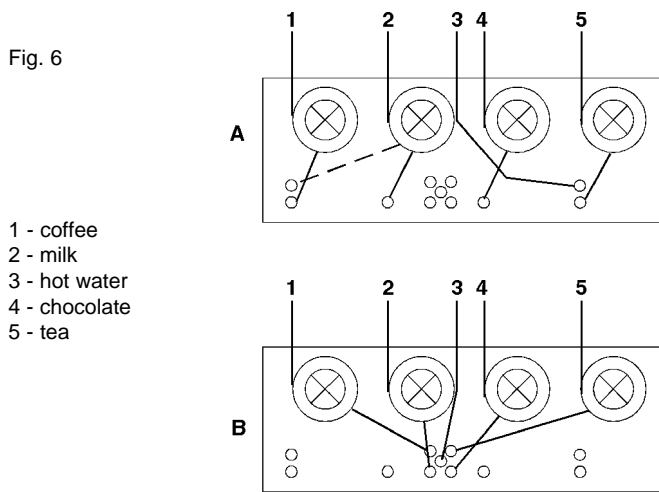 Fig. 6
1 2 3 4 5
A
1 - coffee
2 - milk
3 - hot water
4 - chocolate
5 - tea
1 2 3 4 5
B